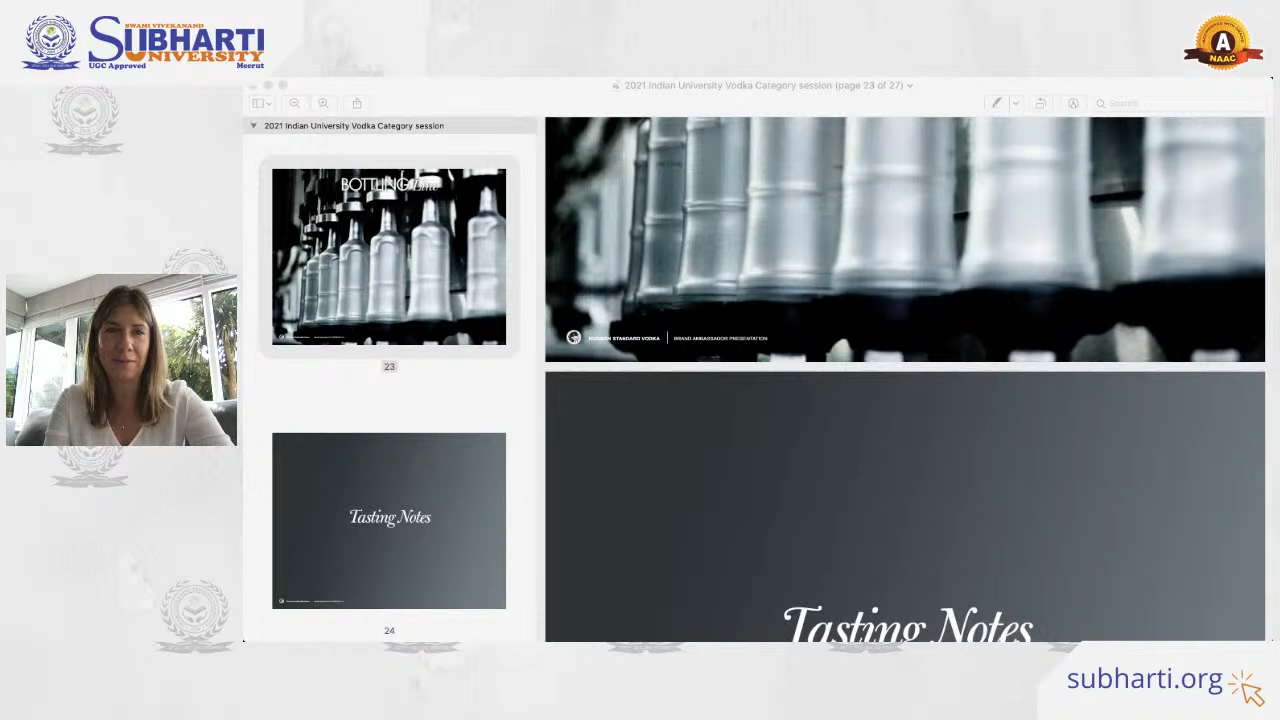 SWAMI VIVEKANAND
SUBHARTI
UNIVERSITY
UGC Approved Meerut
A
NAAC
2021 Indian University Vodka Category session (page 23 of 27)
Search
2021 Indian University Vodka Category session
BOTTLING Line
23
Tasting Notes
24
RUSSIAN STANDARD VODKA | BRAND AMBASSADOR PRESENTATION
Tasting Notes
subharti.org